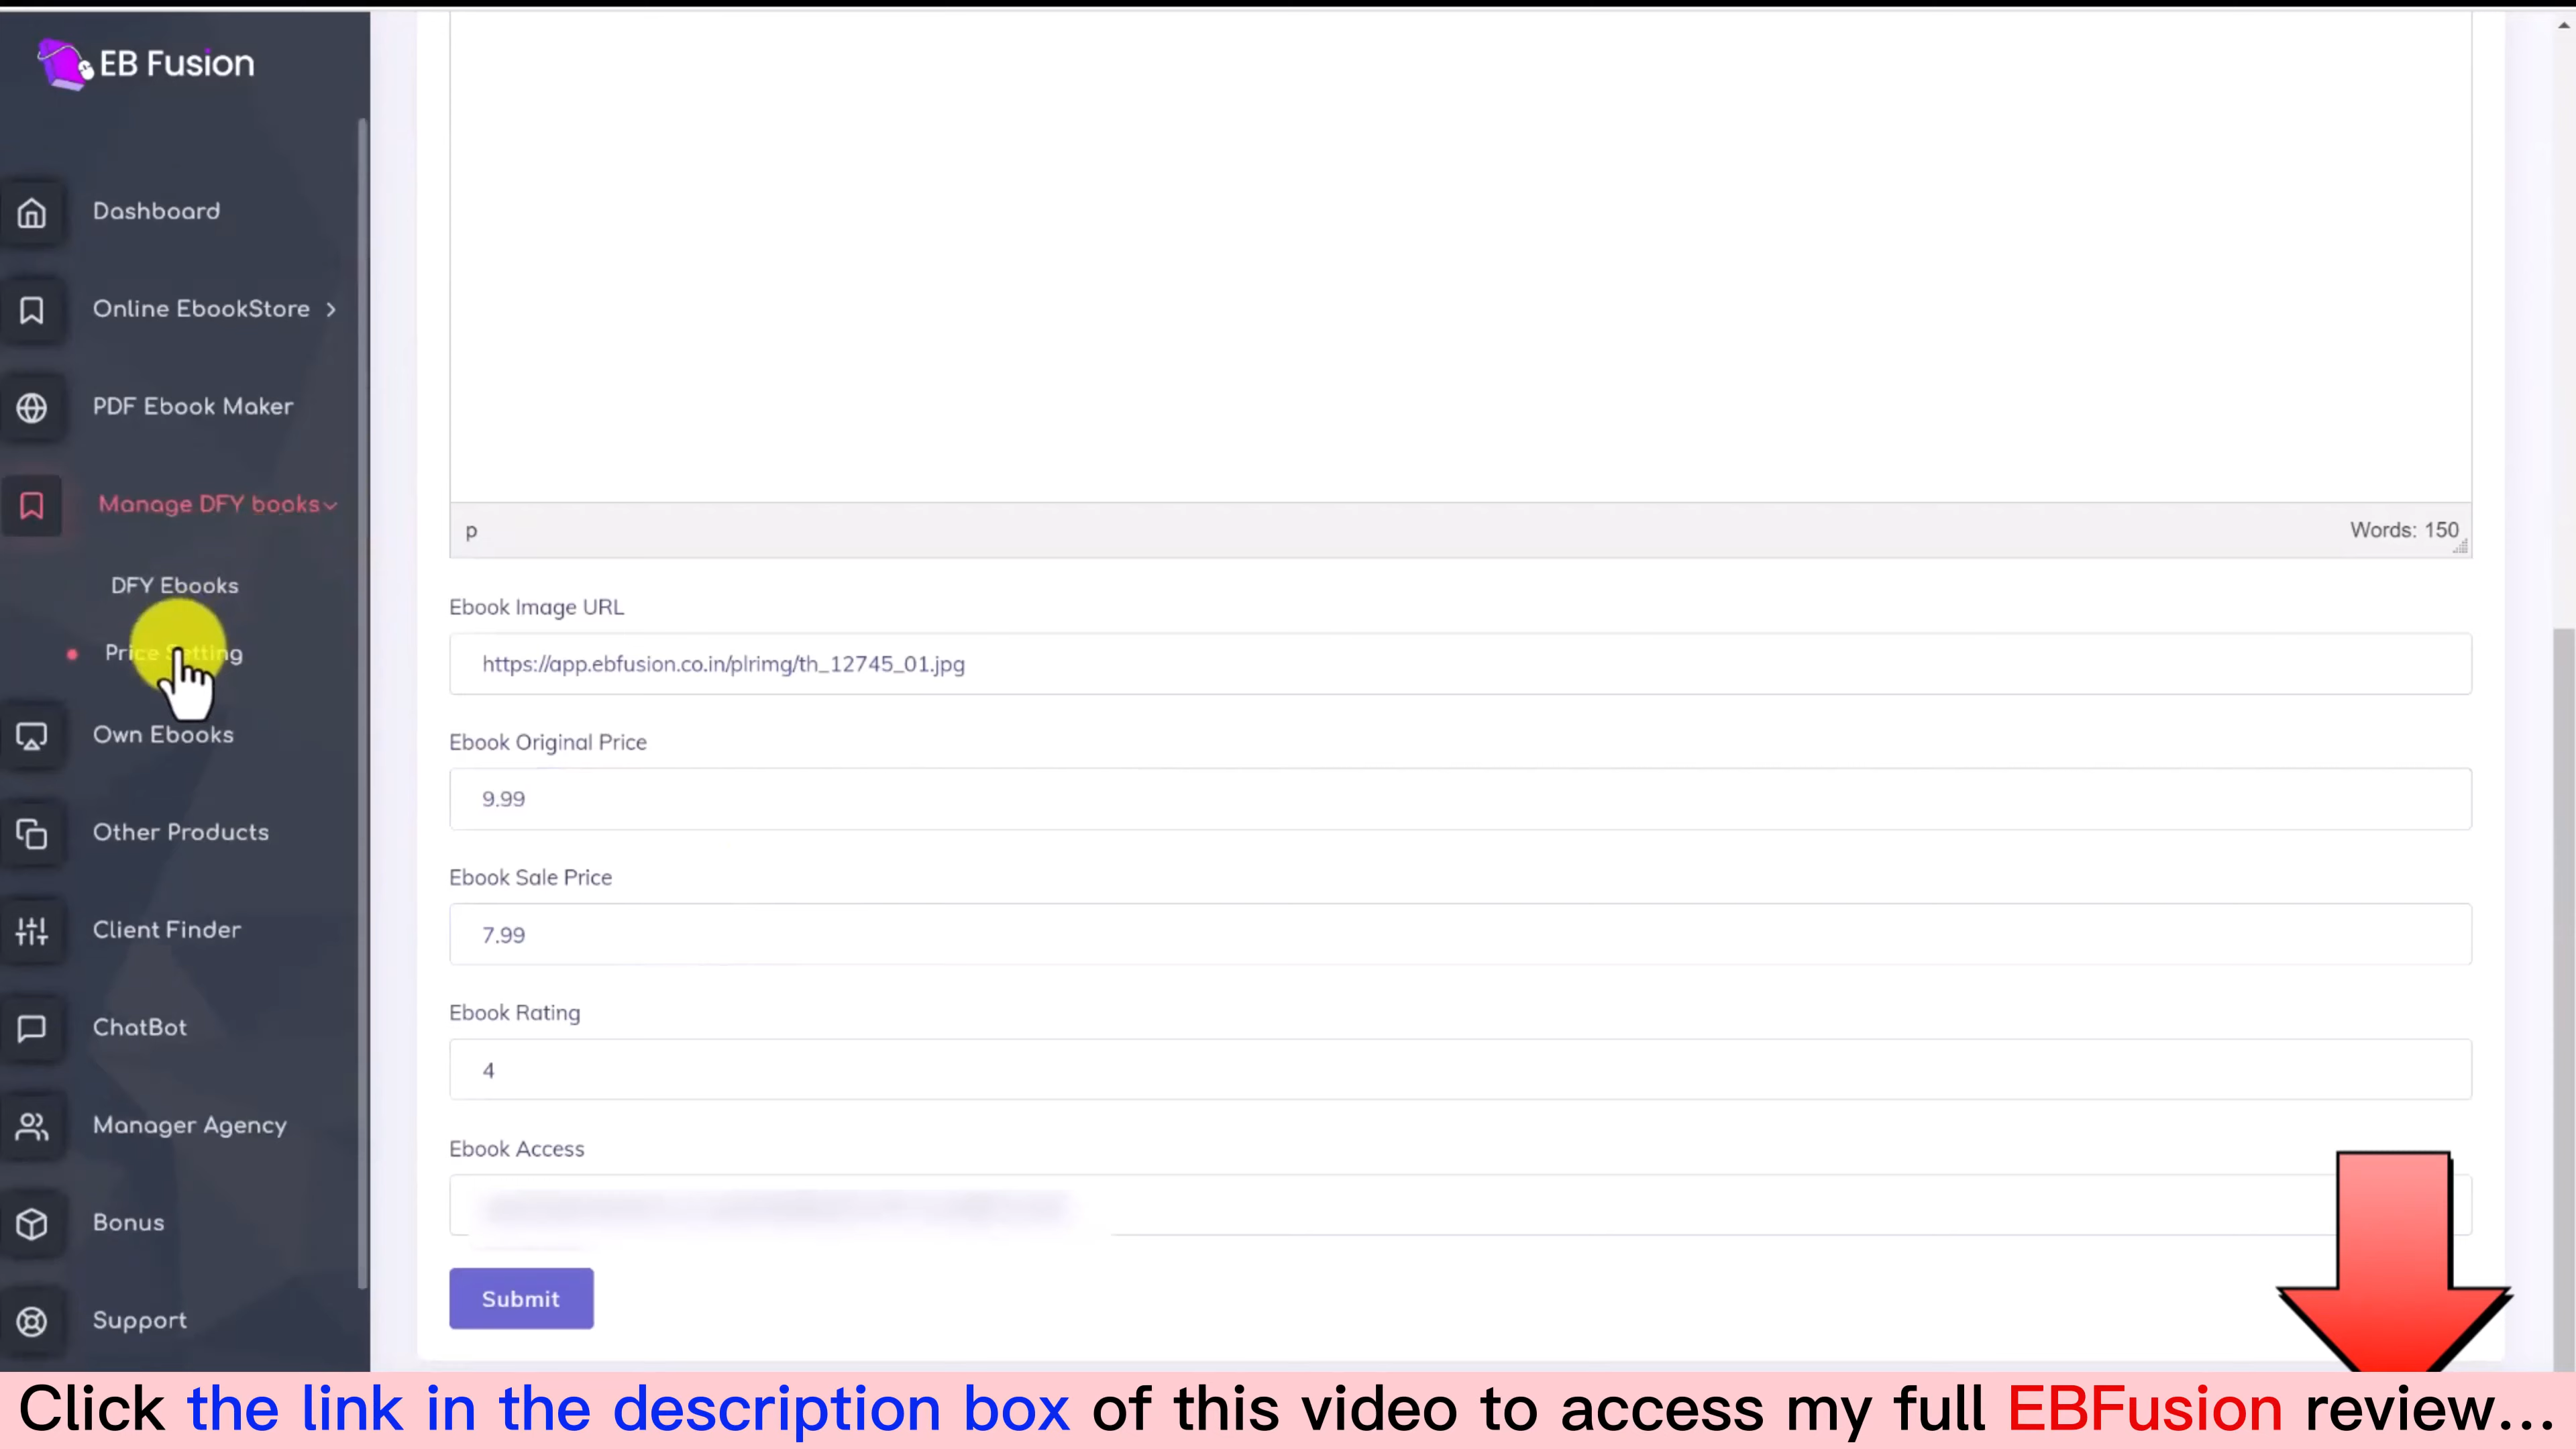 EB Fusion
Dashboard
Online EbookStore
PDF Ebook Maker
Manage DFY books
DFY Ebooks
Price Setting
Own Ebooks
Other Products
Client Finder
ChatBot
Manager Agency
Bonus
Support
p
Words: 150
Ebook Image URL
https://app.ebfusion.co.in/plrimg/th_12745_01.jpg
Ebook Original Price
9.99
Ebook Sale Price
7.99
Ebook Rating
4
Ebook Access
Submit
Click the link in the description box of this video to access my full EBFusion review...